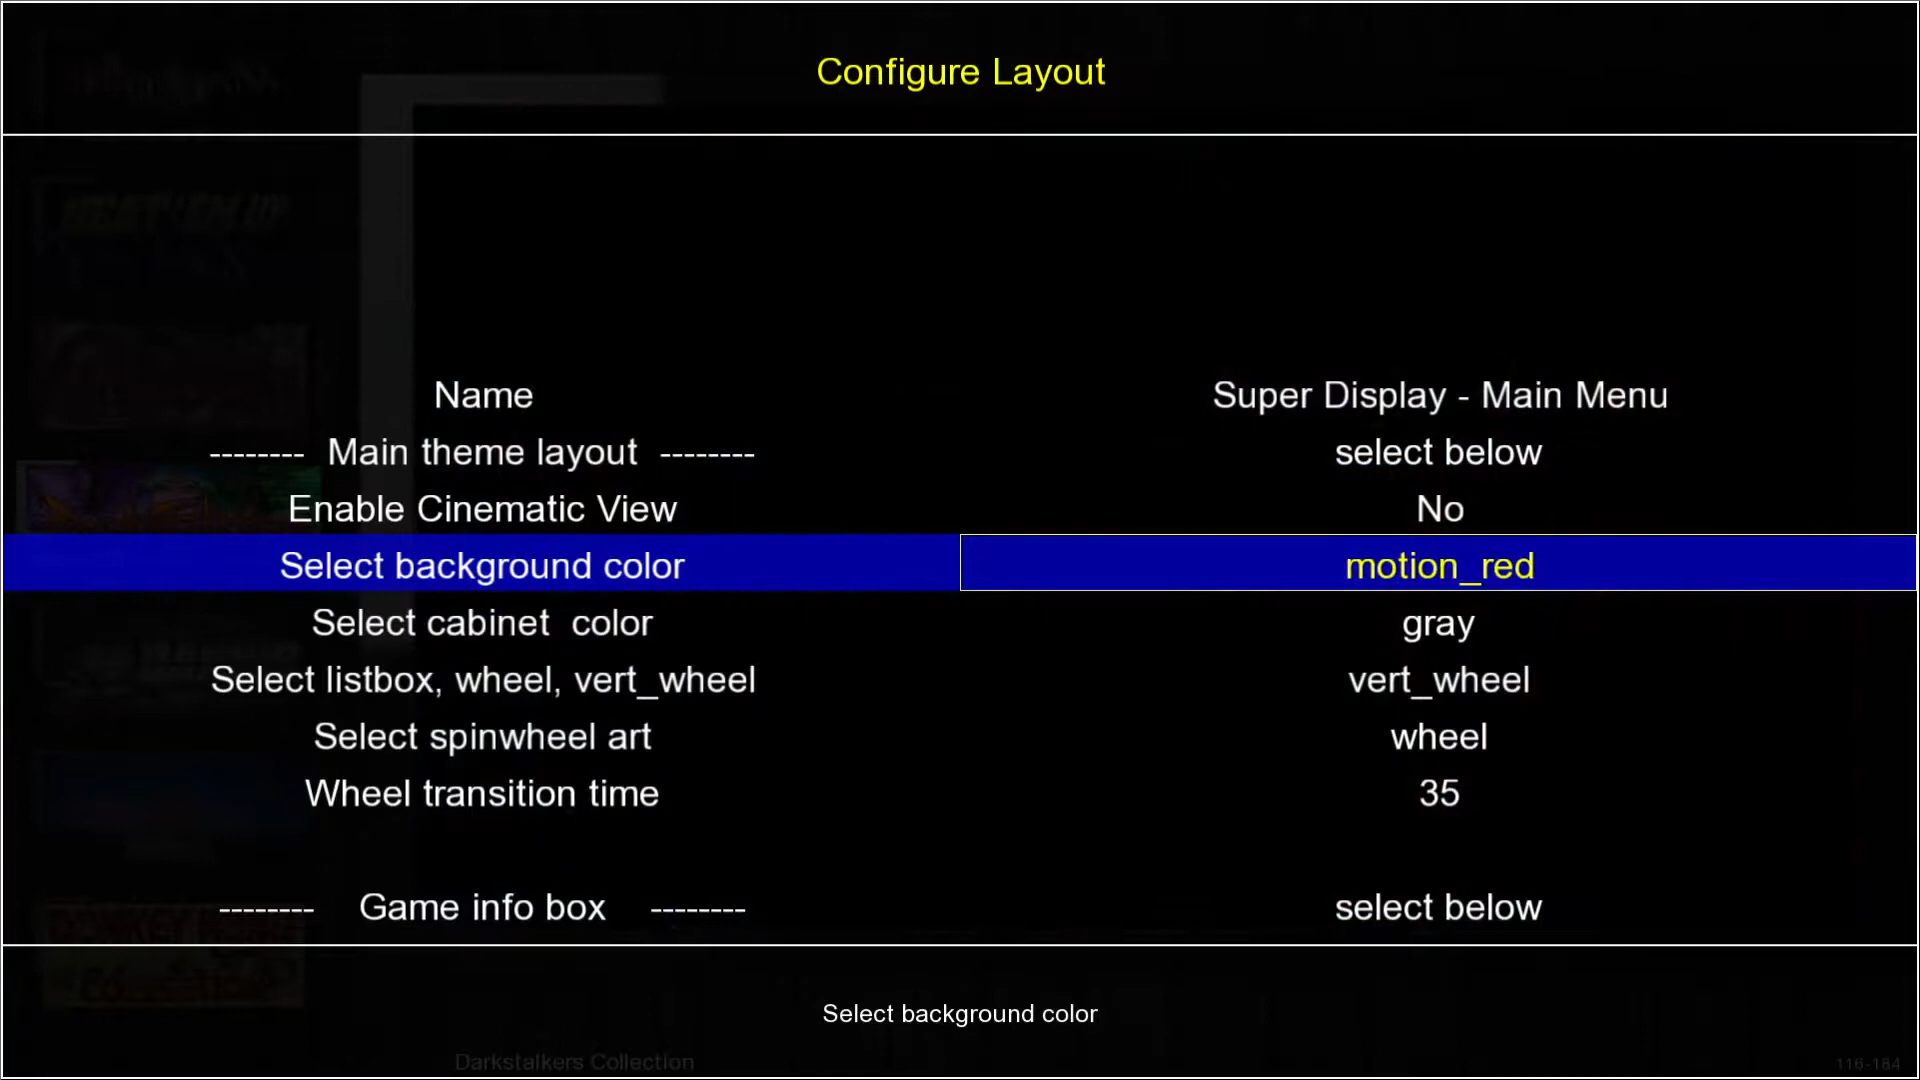 Configure Layout
Name Super Display - Main Menu
-------- Main theme layout -------- select below
Enable Cinematic View No
Select background color motion_red
Select cabinet  color gray
Select listbox, wheel, vert_wheel vert_wheel
Select spinwheel art wheel
Wheel transition time 35
-------- Game info box -------- select below
Select background color
Darkstalkers Collection 116-184